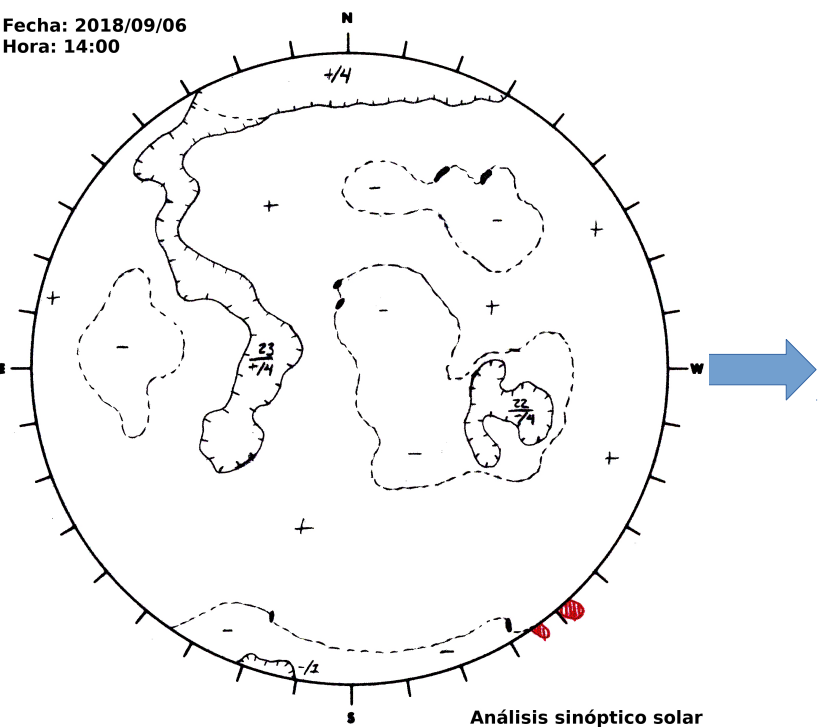 Fecha: 2018/09/06
Hora: 14:00
N
+/4
-
+
-
+
+
-
+
-
23
+/4
E
W
22
-/4
-
+
+
-
-
-/1
S
Análisis sinóptico solar